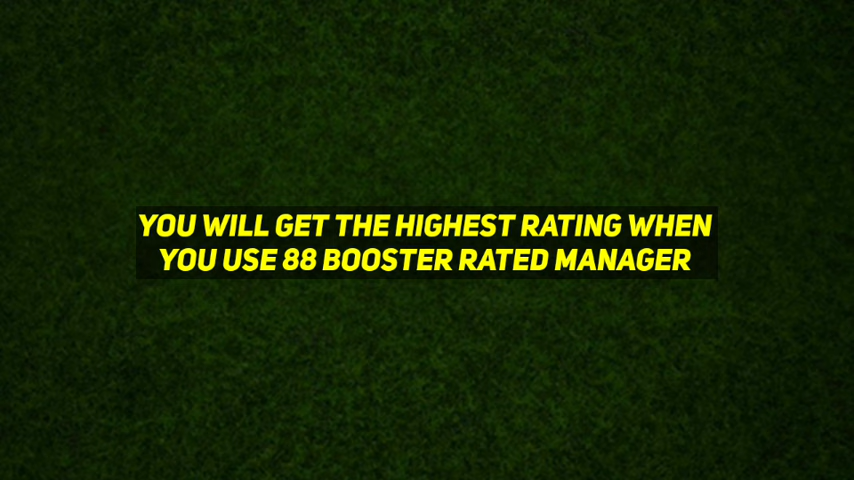 YOU WILL GET THE HIGHEST RATING WHEN
YOU USE 88 BOOSTER RATED MANAGER